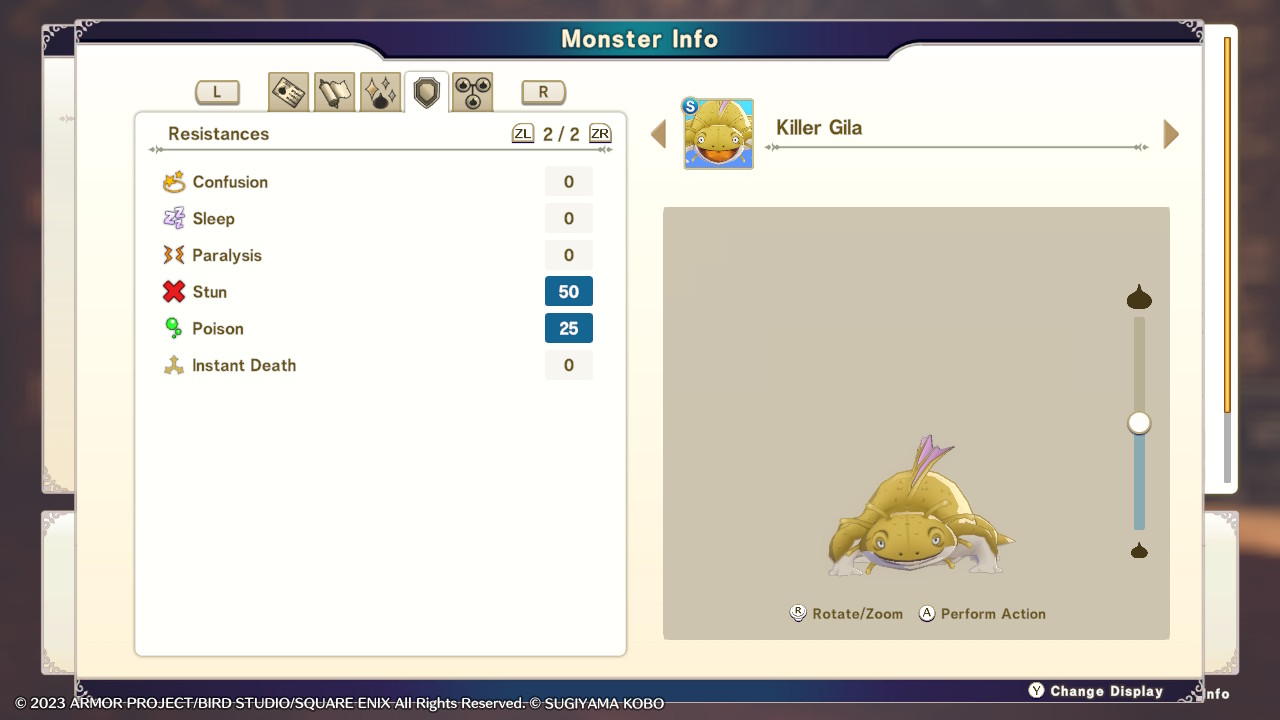 Monster Info
L
R
Resistances
ZL 2 / 2 ZR
Confusion 0
Sleep 0
Paralysis 0
Stun 50
Poison 25
Instant Death 0
S
Killer Gila
R Rotate/Zoom A Perform Action
Y Change Display
nfo
© 2023 ARMOR PROJECT/BIRD STUDIO/SQUARE ENIX All Rights Reserved. © SUGIYAMA KOBO